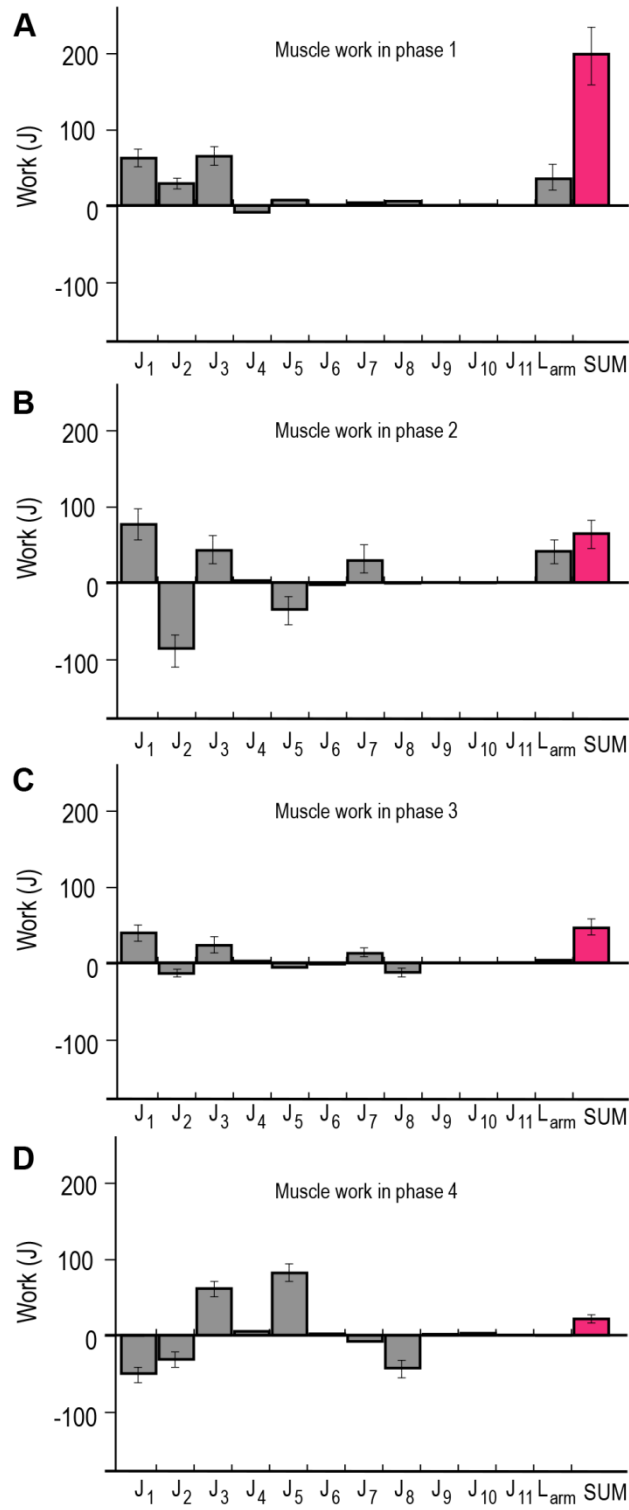 A
Muscle work in phase 1
Work (J)
200
100
0
-100
J1 J2 J3 J4 J5 J6 J7 J8 J9 J10 J11 Larm SUM
B
Muscle work in phase 2
Work (J)
200
100
0
-100
J1 J2 J3 J4 J5 J6 J7 J8 J9 J10 J11 Larm SUM
C
Muscle work in phase 3
Work (J)
200
100
0
-100
J1 J2 J3 J4 J5 J6 J7 J8 J9 J10 J11 Larm SUM
D
Muscle work in phase 4
Work (J)
200
100
0
-100
J1 J2 J3 J4 J5 J6 J7 J8 J9 J10 J11 Larm SUM